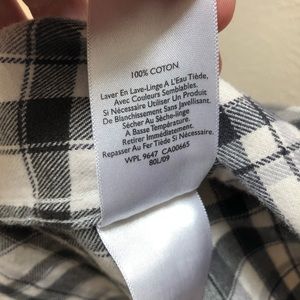 100% COTON.
Laver En Lave-Linge A L'Eau Tiède,
Avec Couleurs Semblables.
Si Nécessaire Utiliser Un Produit
De Blanchissement Sans Javellisant.
Sécher Au Sèche-linge
A Basse Température.
Retirer Immédiatement.
Repasser Au Fer Tiède Si Nécessaire.
WPL 9647 CA00665
80L/09